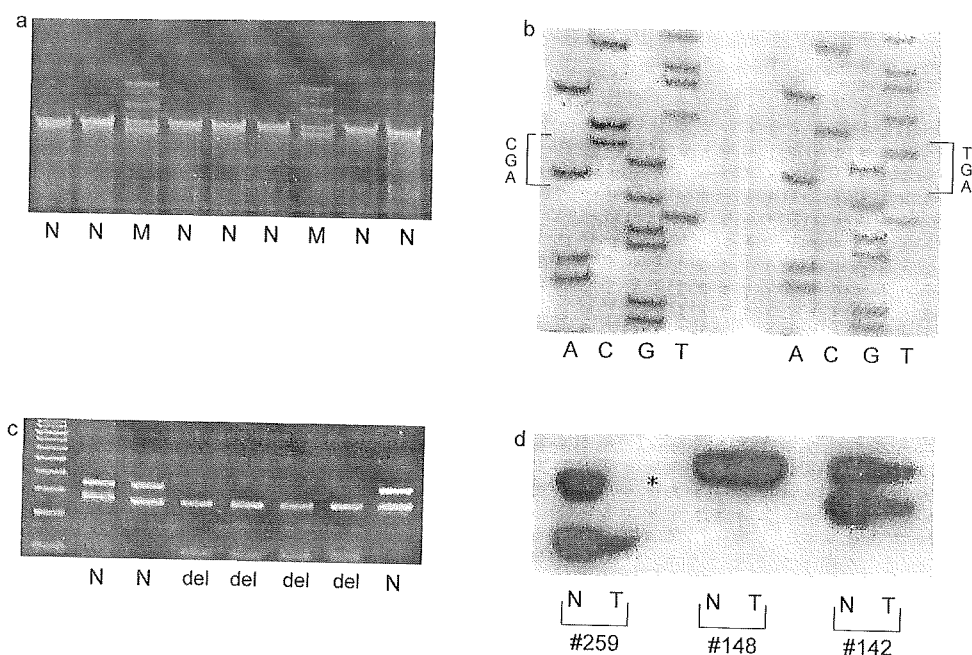 a
N N M N N N M N N
b
C
G
A
T
G
A
A C G T A C G T
c
N N del del del del N
d
*
N T N T N T
#259 #148 #142